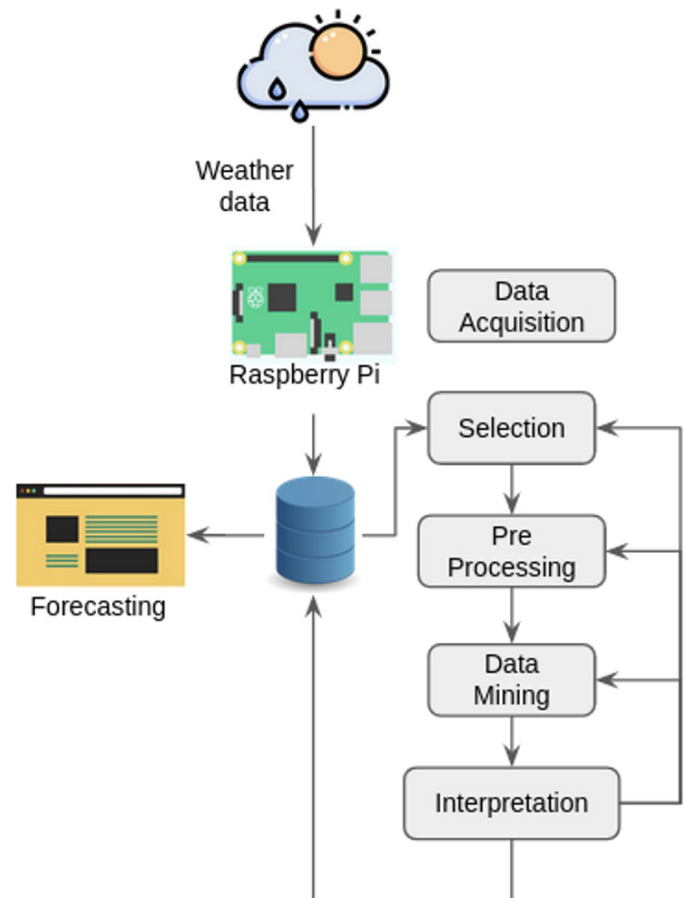 Weather
data
Raspberry Pi
Data
Acquisition
Selection
Pre
Processing
Forecasting
Data
Mining
Interpretation